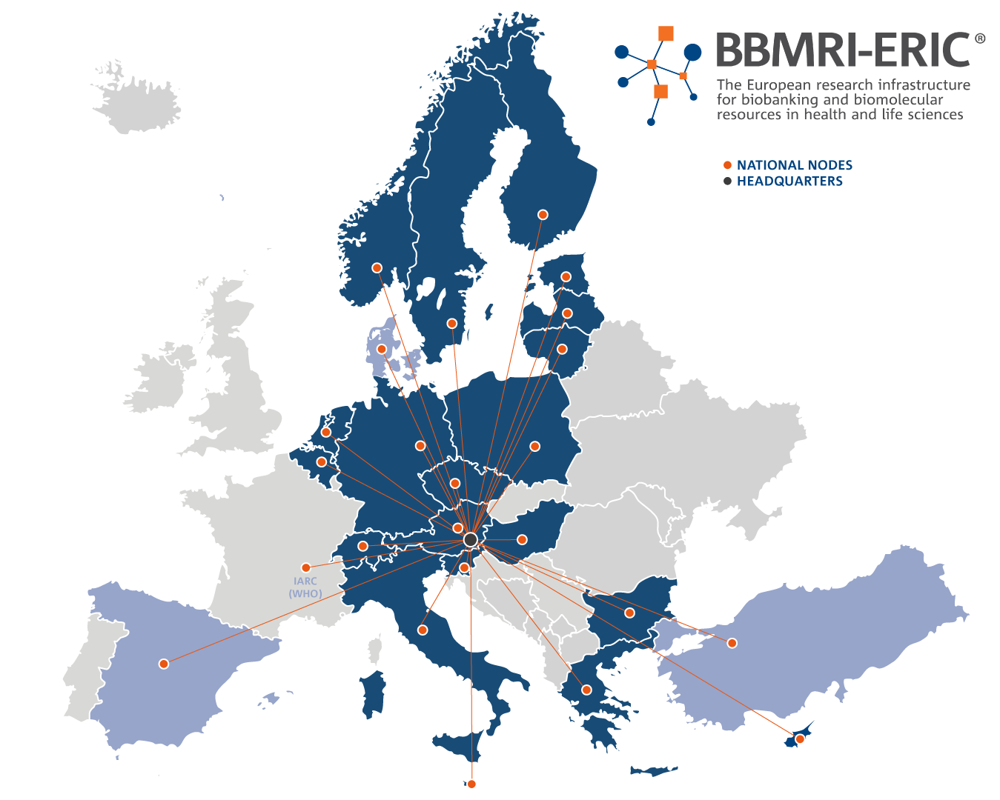 BBMRI-ERIC®
The European research infrastructure
for biobanking and biomolecular
resources in health and life sciences
NATIONAL NODES
HEADQUARTERS
IARC
(WHO)